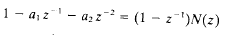 1 − a₁z⁻¹ − a₂z⁻² = (1 − z⁻¹)N(z)